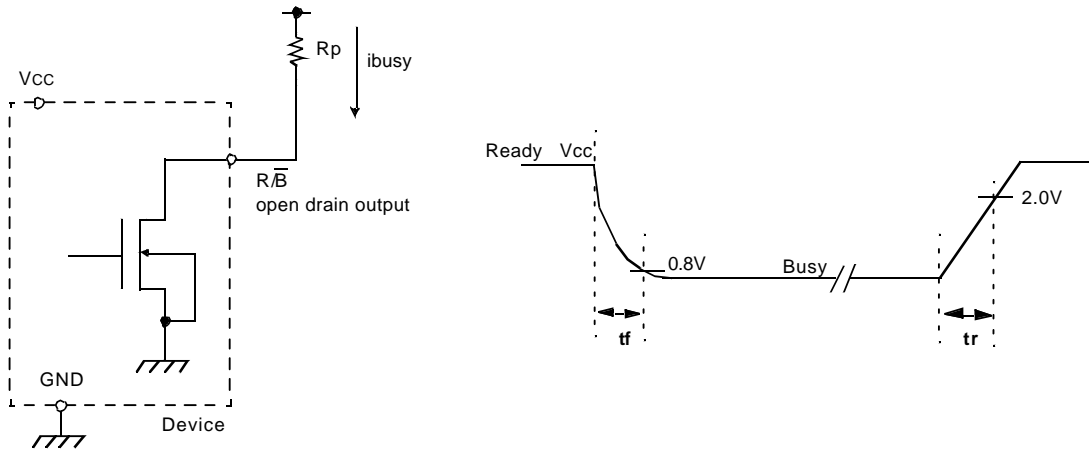 Rp
ibusy
VCC
R/B̅
open drain output
GND
Device
Ready Vcc
2.0V
0.8V
Busy
tf
tr